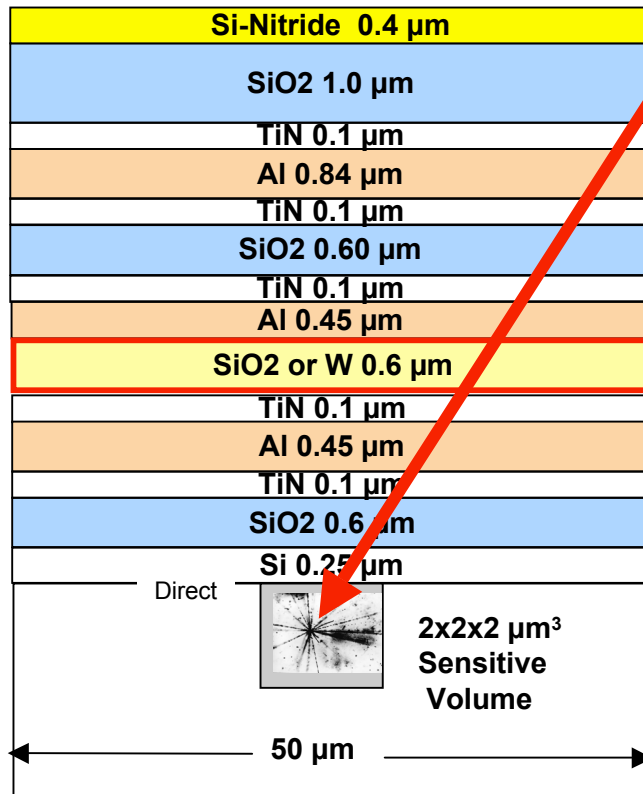 Si-Nitride 0.4 µm
SiO2 1.0 µm
TiN 0.1 µm
Al 0.84 µm
TiN 0.1 µm
SiO2 0.60 µm
TiN 0.1 µm
Al 0.45 µm
SiO2 or W 0.6 µm
TiN 0.1 µm
Al 0.45 µm
TiN 0.1 µm
SiO2 0.6 µm
Si 0.25 µm
Direct
2x2x2 µm³
Sensitive
Volume
50 µm